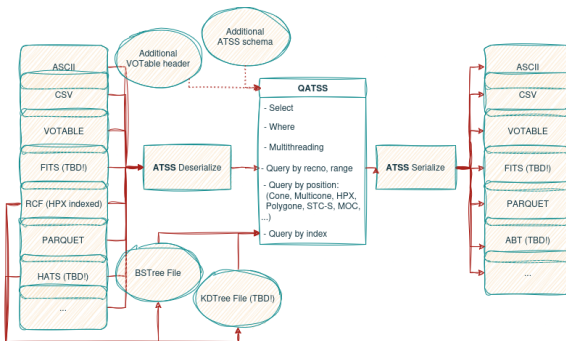 Additional
ATSS schema
Additional
VOTable header
ASCII
CSV
VOTABLE
FITS (TBD!)
RCF (HPX indexed)
PARQUET
HATS (TBD!)
...
ATSS Deserialize
QATSS
- Select
- Where
- Multithreading
- Query by recno, range
- Query by position:
(Cone, Multicone, HPX,
Polygone, STC-S, MOC,
...)
- Query by index
BSTree File
KDTree File (TBD!)
ATSS Serialize
ASCII
CSV
VOTABLE
FITS (TBD!)
PARQUET
ABT (TBD!)
...